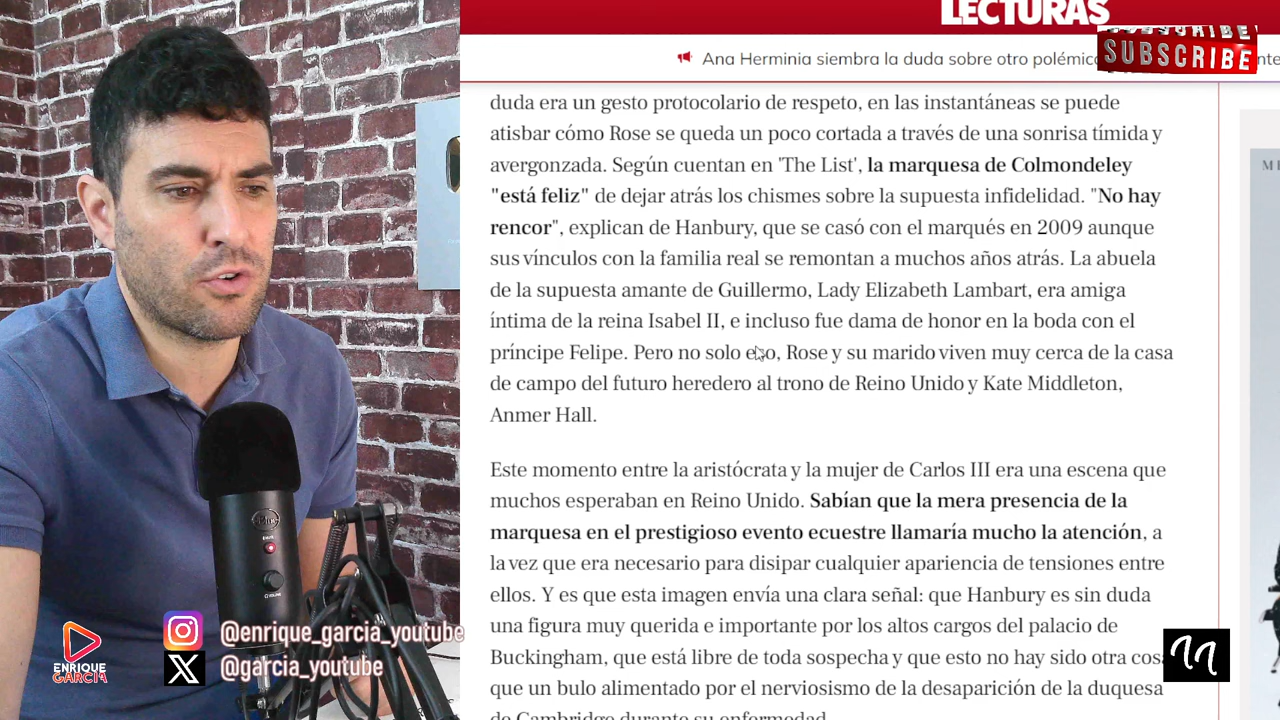 LECTURAS
Ana Herminia siembra la duda sobre otro polémico
SUBSCRIBE
SUBSCRIBE
duda era un gesto protocolario de respeto, en las instantáneas se puede
atisbar cómo Rose se queda un poco cortada a través de una sonrisa tímida y
avergonzada. Según cuentan en 'The List', la marquesa de Colmondeley
"está feliz" de dejar atrás los chismes sobre la supuesta infidelidad. "No hay
rencor", explican de Hanbury, que se casó con el marqués en 2009 aunque
sus vínculos con la familia real se remontan a muchos años atrás. La abuela
de la supuesta amante de Guillermo, Lady Elizabeth Lambart, era amiga
íntima de la reina Isabel II, e incluso fue dama de honor en la boda con el
príncipe Felipe. Pero no solo eso, Rose y su marido viven muy cerca de la casa
de campo del futuro heredero al trono de Reino Unido y Kate Middleton,
Anmer Hall.
Este momento entre la aristócrata y la mujer de Carlos III era una escena que
muchos esperaban en Reino Unido. Sabían que la mera presencia de la
marquesa en el prestigioso evento ecuestre llamaría mucho la atención, a
la vez que era necesario para disipar cualquier apariencia de tensiones entre
ellos. Y es que esta imagen envía una clara señal: que Hanbury es sin duda
una figura muy querida e importante por los altos cargos del palacio de
Buckingham, que está libre de toda sospecha y que esto no hay sido otra cosa
que un bulo alimentado por el nerviosismo de la desaparición de la duquesa
de Cambridge durante su enfermedad.
Blue
@enrique_garcia_youtube
@garcia_youtube
ENRIQUE
GARCIA